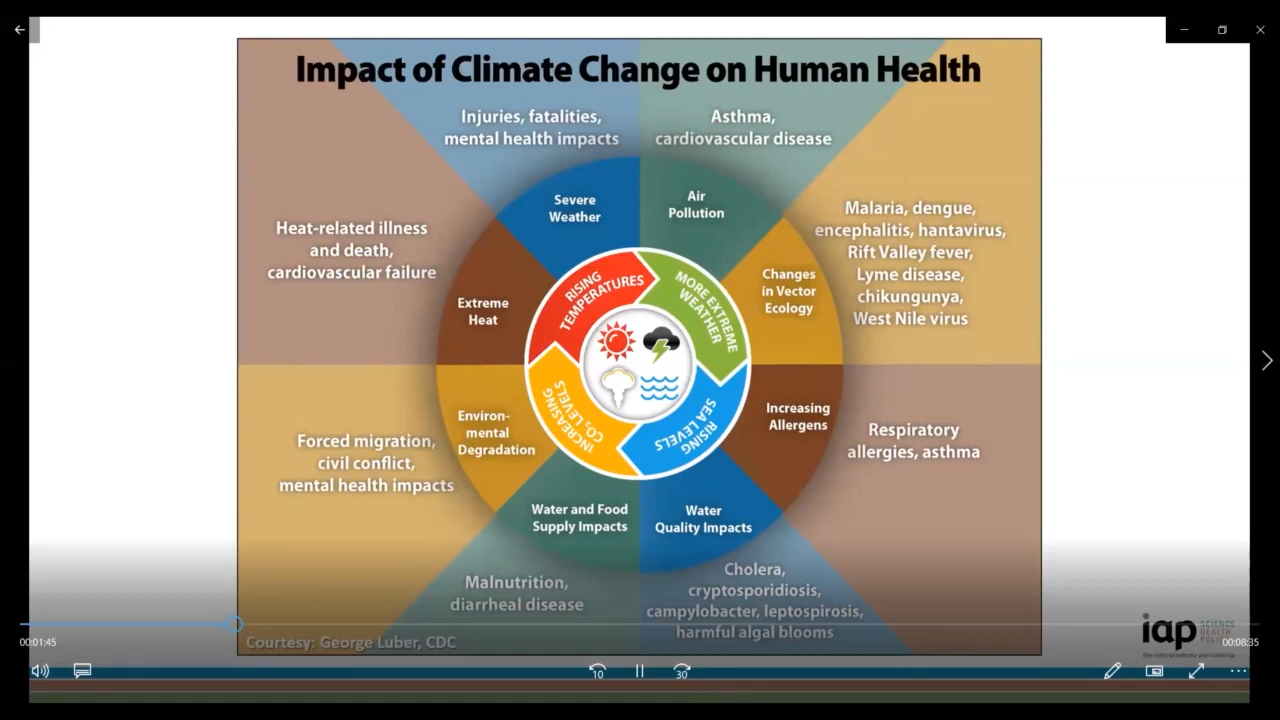 Impact of Climate Change on Human Health
Injuries, fatalities,
mental health impacts
Asthma,
cardiovascular disease
Severe
Weather
Air
Pollution
Heat-related illness
and death,
cardiovascular failure
Malaria, dengue,
encephalitis, hantavirus,
Rift Valley fever,
Lyme disease,
chikungunya,
West Nile virus
Extreme
Heat
Changes
in Vector
Ecology
RISING
TEMPERATURES
MORE EXTREME
WEATHER
INCREASING
CO₂ LEVELS
RISING
SEA LEVELS
Environ-
mental
Degradation
Increasing
Allergens
Forced migration,
civil conflict,
mental health impacts
Respiratory
allergies, asthma
Water and Food
Supply Impacts
Water
Quality Impacts
Malnutrition,
diarrheal disease
Cholera,
cryptosporidiosis,
campylobacter, leptospirosis,
harmful algal blooms
Courtesy: George Luber, CDC
iap SCIENCE
HEALTH
00:01:45
00:08:35
10
30